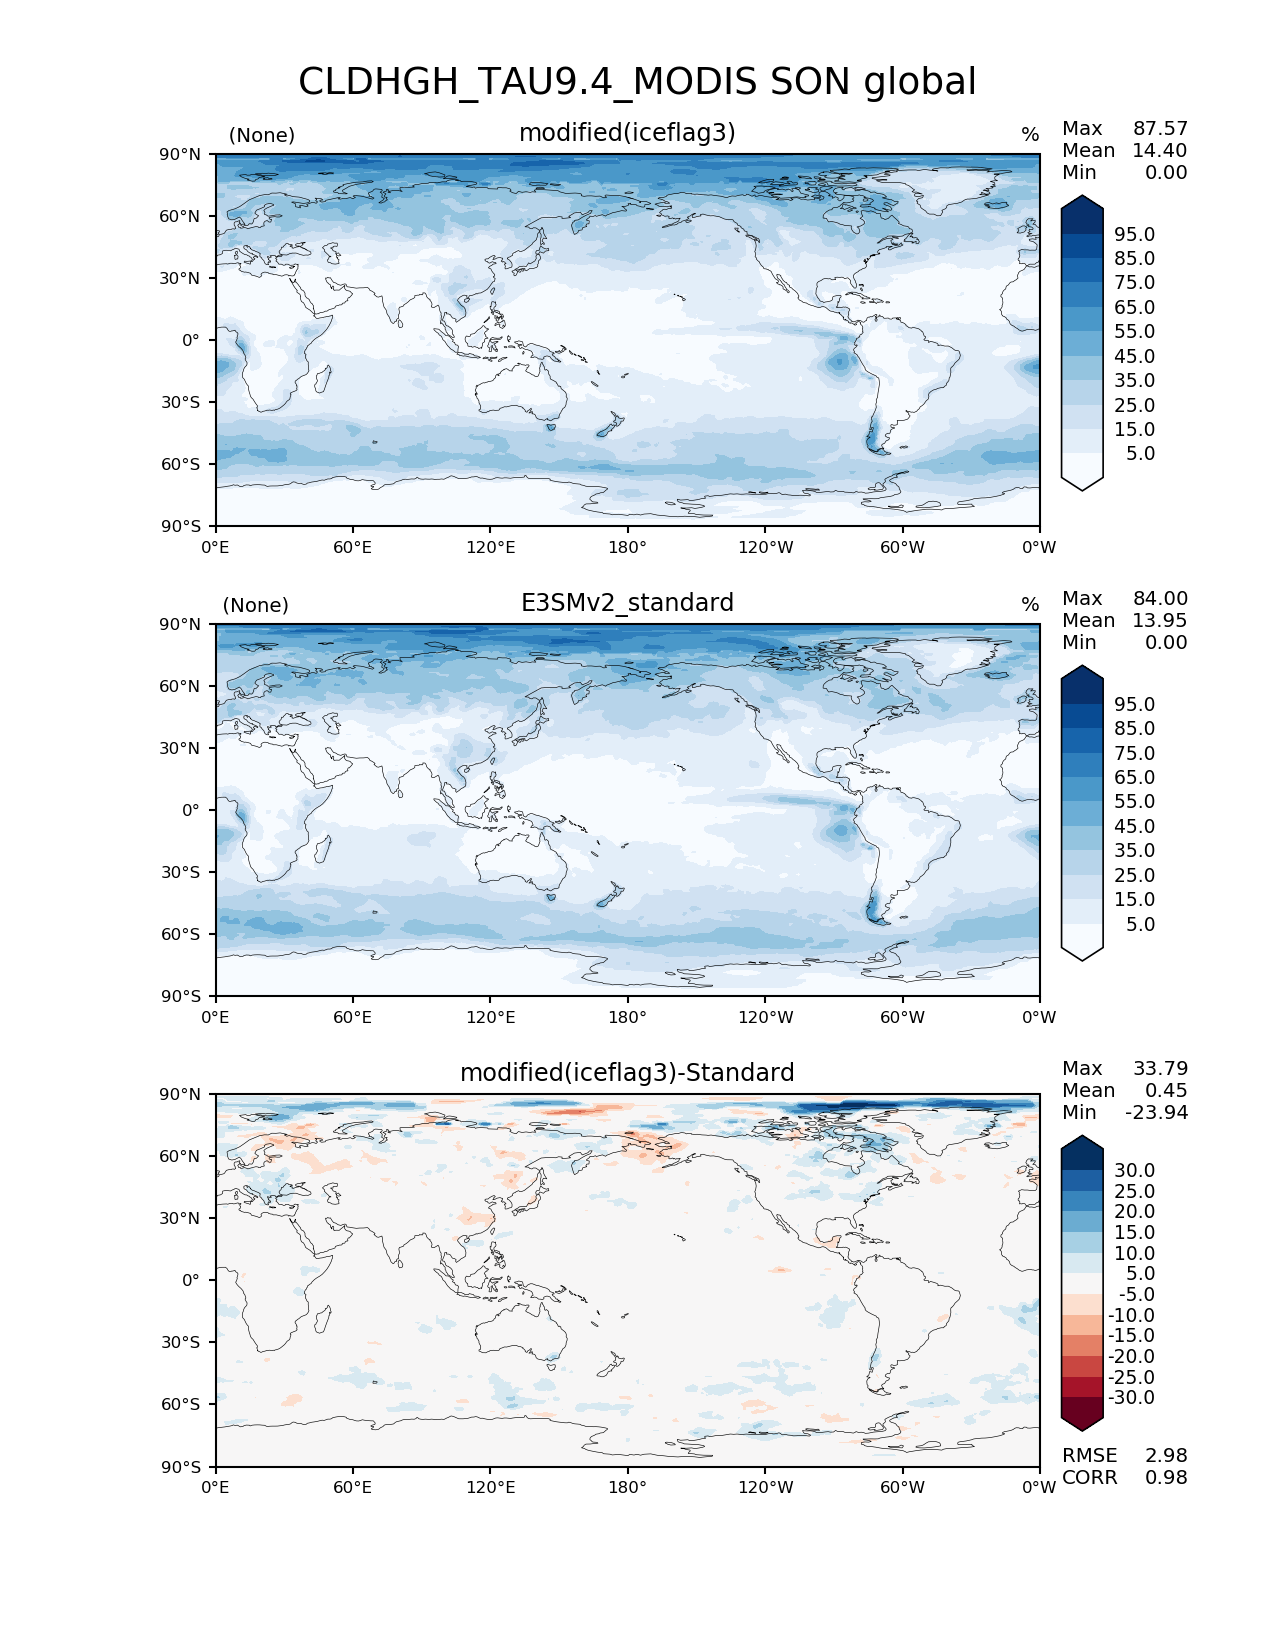 CLDHGH_TAU9.4_MODIS SON global
(None) modified(iceflag3) %
Max 87.57
Mean 14.40
Min 0.00
90°N
60°N
30°N
0°
30°S
60°S
90°S
0°E 60°E 120°E 180° 120°W 60°W 0°W
95.0
85.0
75.0
65.0
55.0
45.0
35.0
25.0
15.0
5.0
(None) E3SMv2_standard %
Max 84.00
Mean 13.95
Min 0.00
90°N
60°N
30°N
0°
30°S
60°S
90°S
0°E 60°E 120°E 180° 120°W 60°W 0°W
95.0
85.0
75.0
65.0
55.0
45.0
35.0
25.0
15.0
5.0
modified(iceflag3)-Standard
Max 33.79
Mean 0.45
Min -23.94
90°N
60°N
30°N
0°
30°S
60°S
90°S
0°E 60°E 120°E 180° 120°W 60°W 0°W
30.0
25.0
20.0
15.0
10.0
5.0
-5.0
-10.0
-15.0
-20.0
-25.0
-30.0
RMSE 2.98
CORR 0.98